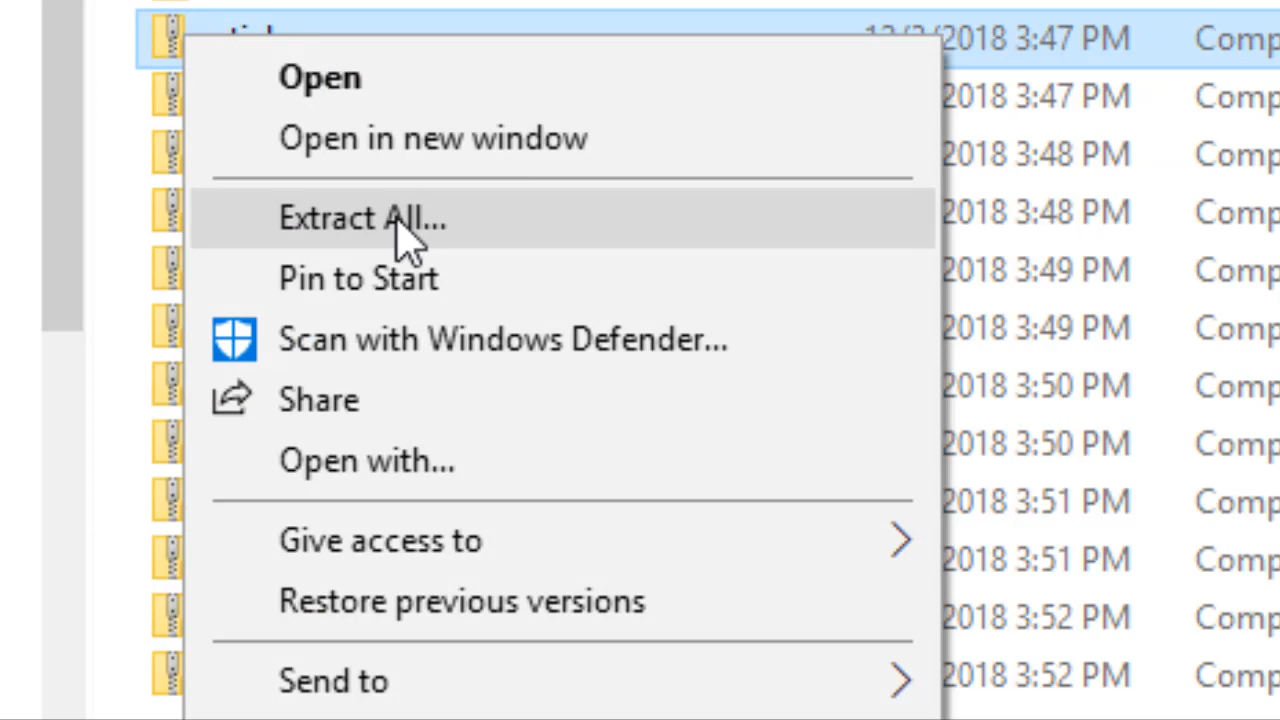 2018 3:47 PM Comp
Open
2018 3:47 PM Comp
Open in new window
2018 3:48 PM Comp
Extract All...
2018 3:48 PM Comp
Pin to Start
2018 3:49 PM Comp
Scan with Windows Defender...
2018 3:49 PM Comp
Share
2018 3:50 PM Comp
Open with...
2018 3:50 PM Comp
2018 3:51 PM Comp
Give access to
2018 3:51 PM Comp
Restore previous versions
2018 3:52 PM Comp
Send to
2018 3:52 PM Comp